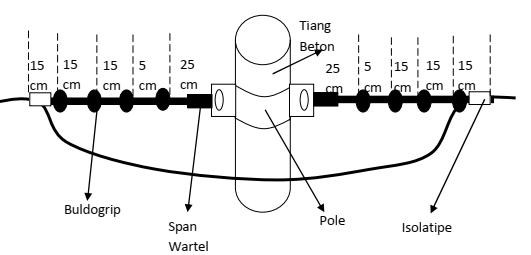 Tiang
Beton
15
cm
15
cm
15
cm
5
cm
25
cm
25
cm
5
cm
15
cm
15
cm
15
cm
Buldogrip
Span
Wartel
Pole
Isolatipe